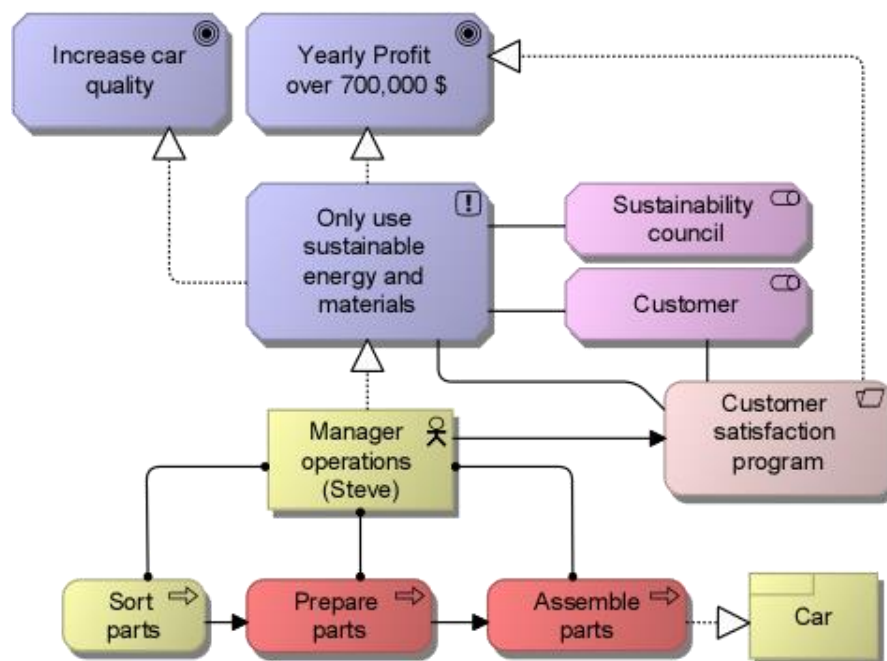 Increase car
quality
Yearly Profit
over 700,000 $
Only use
sustainable
energy and
materials
Sustainability
council
Customer
Customer
satisfaction
program
Manager
operations
(Steve)
Sort
parts
Prepare
parts
Assemble
parts
Car